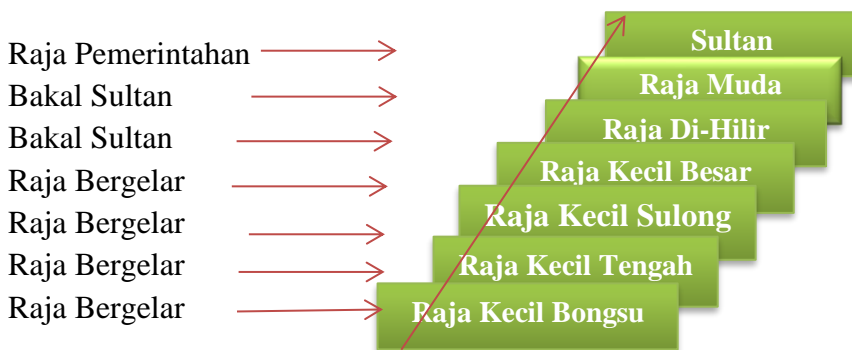 Raja Pemerintahan
Sultan
Bakal Sultan
Raja Muda
Bakal Sultan
Raja Di-Hilir
Raja Bergelar
Raja Kecil Besar
Raja Bergelar
Raja Kecil Sulong
Raja Bergelar
Raja Kecil Tengah
Raja Bergelar
Raja Kecil Bongsu